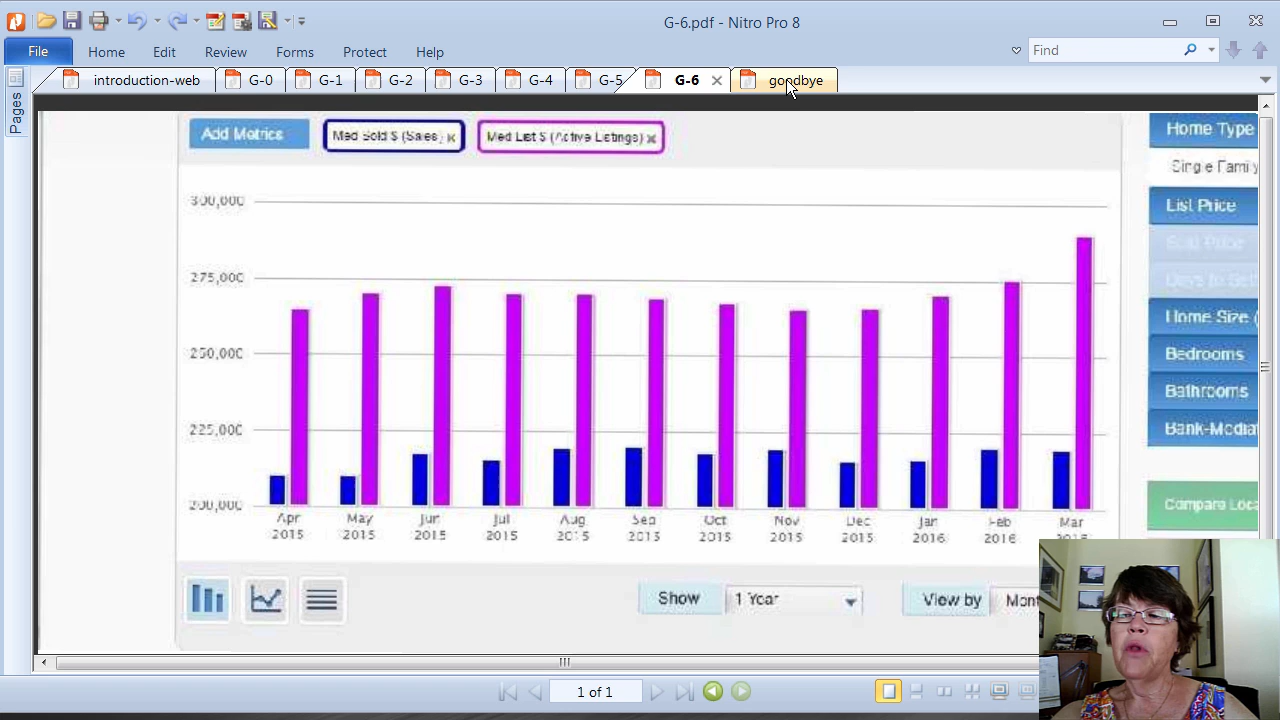 G-6.pdf - Nitro Pro 8
File Home Edit Review Forms Protect Help Find
introduction-web G-0 G-1 G-2 G-3 G-4 G-5 G-6 goodbye
Pages
Add Metrics Med Sold $ (Sales) Med List $ (Active Listings)
Home Type
Single Family
List Price
Sold Price
Home Size (
Bedrooms
Bathrooms
Bank-Mediat
Compare Loca
300,000
275,000
250,000
225,000
200,000
Apr May Jun Jul Aug Sep Oct Nov Dec Jan Feb Mar
2015 2015 2015 2015 2015 2015 2015 2015 2015 2016 2016
Show 1 Year View by Mont
1 of 1